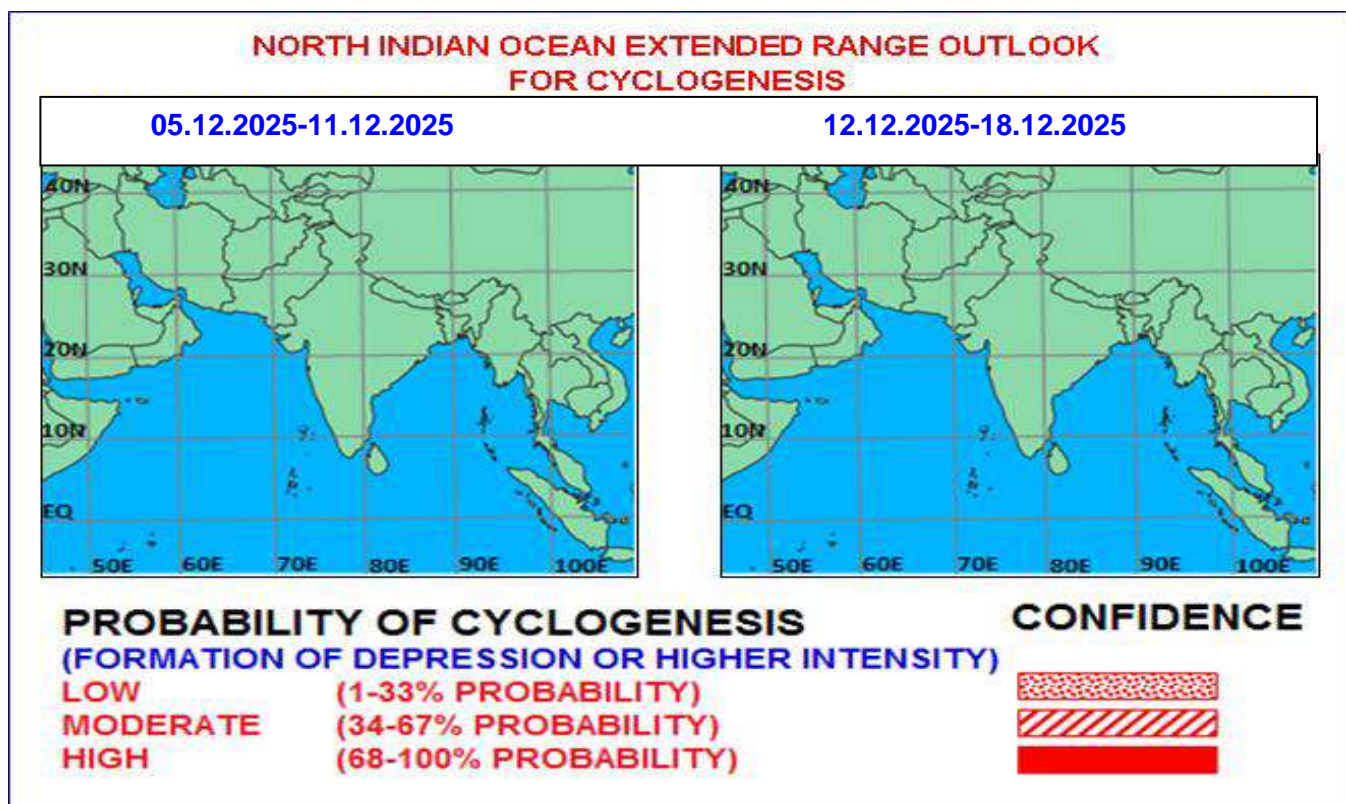 NORTH INDIAN OCEAN EXTENDED RANGE OUTLOOK
FOR CYCLOGENESIS
05.12.2025-11.12.2025
12.12.2025-18.12.2025
40N
30N
20N
10N
EQ
50E 60E 70E 80E 90E 100E
40N
30N
20N
10N
EQ
50E 60E 70E 80E 90E 100E
PROBABILITY OF CYCLOGENESIS
(FORMATION OF DEPRESSION OR HIGHER INTENSITY)
LOW (1-33% PROBABILITY)
MODERATE (34-67% PROBABILITY)
HIGH (68-100% PROBABILITY)
CONFIDENCE